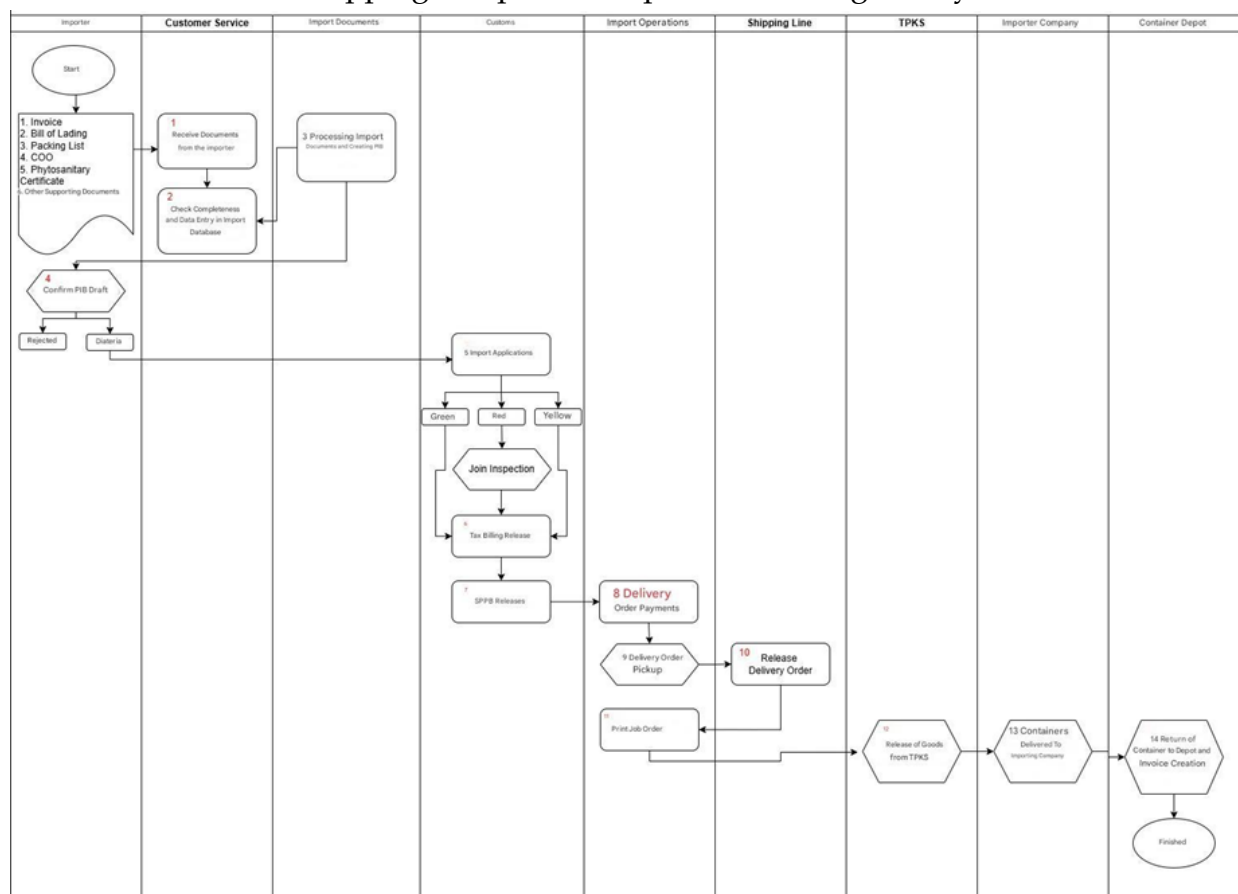 Importer
Customer Service
Import Documents
Customs
Import Operations
Shipping Line
TPKS
Importer Company
Container Depot
Start
1. Invoice
2. Bill of Lading
3. Packing List
4. COO
5. Phytosanitary
Certificate
6. Other Supporting Documents
1
Receive Documents
from the importer
2
Check Completeness
and Data Entry in Import
Database
3 Processing Import
Documents and Creating PIB
4
Confirm PIB Draft
Rejected
Diateria
5 Import Applications
Green
Red
Yellow
Join Inspection
6
Tax Billing Release
7
SPPB Releases
8 Delivery
Order Payments
9 Delivery Order
Pickup
10
Release
Delivery Order
11
Print Job Order
12
Release of Goods
from TPKS
13 Containers
Delivered To
Importing Company
14 Return of
Container to Depot and
Invoice Creation
Finished